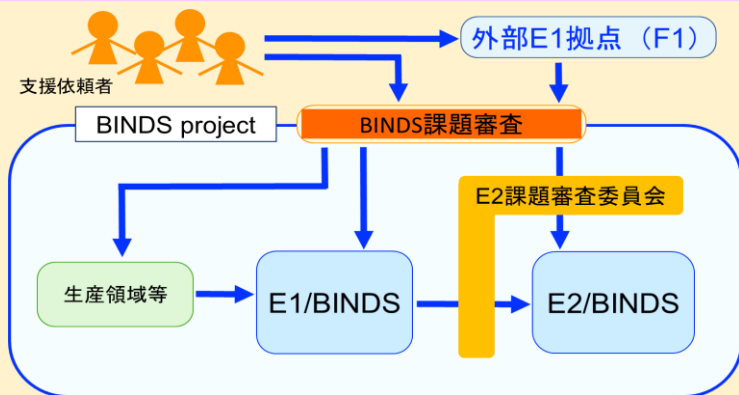 外部E1拠点（F1）
支援依頼者
BINDS project
BINDS課題審査
E2課題審査委員会
生産領域等
E1/BINDS
E2/BINDS